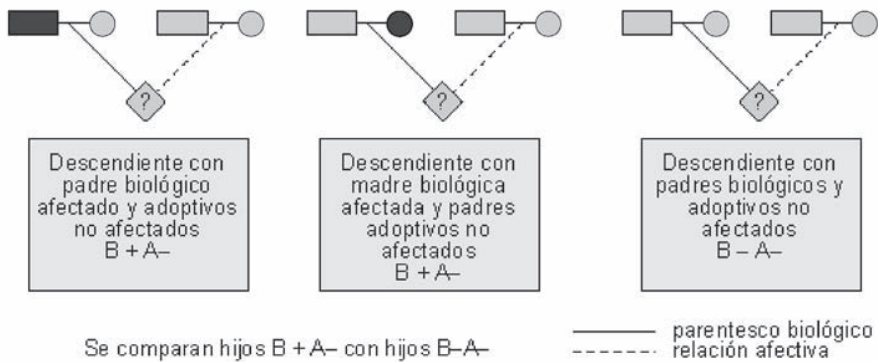 ?
?
?
Descendiente con
padre biológico
afectado y adoptivos
no afectados
B + A–
Descendiente con
madre biológica
afectada y padres
adoptivos no
afectados
B + A–
Descendiente con
padres biológicos y
adoptivos no
afectados
B – A–
Se comparan hijos B + A– con hijos B–A–
parentesco biológico
relación afectiva